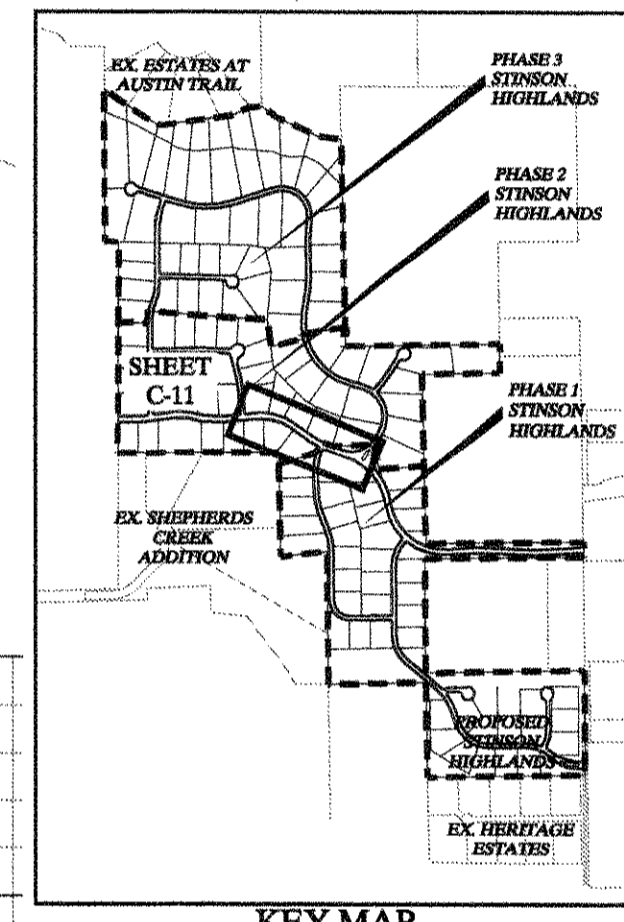 EX. ESTATES AT
AUSTIN TRAIL
PHASE 3
STINSON
HIGHLANDS
PHASE 2
STINSON
HIGHLANDS
SHEET
C-11
PHASE 1
STINSON
HIGHLANDS
EX. SHEPHERDS
CREEK
ADDITION
PROPOSED
STINSON
HIGHLANDS
EX. HERITAGE
ESTATES
KEY MAP